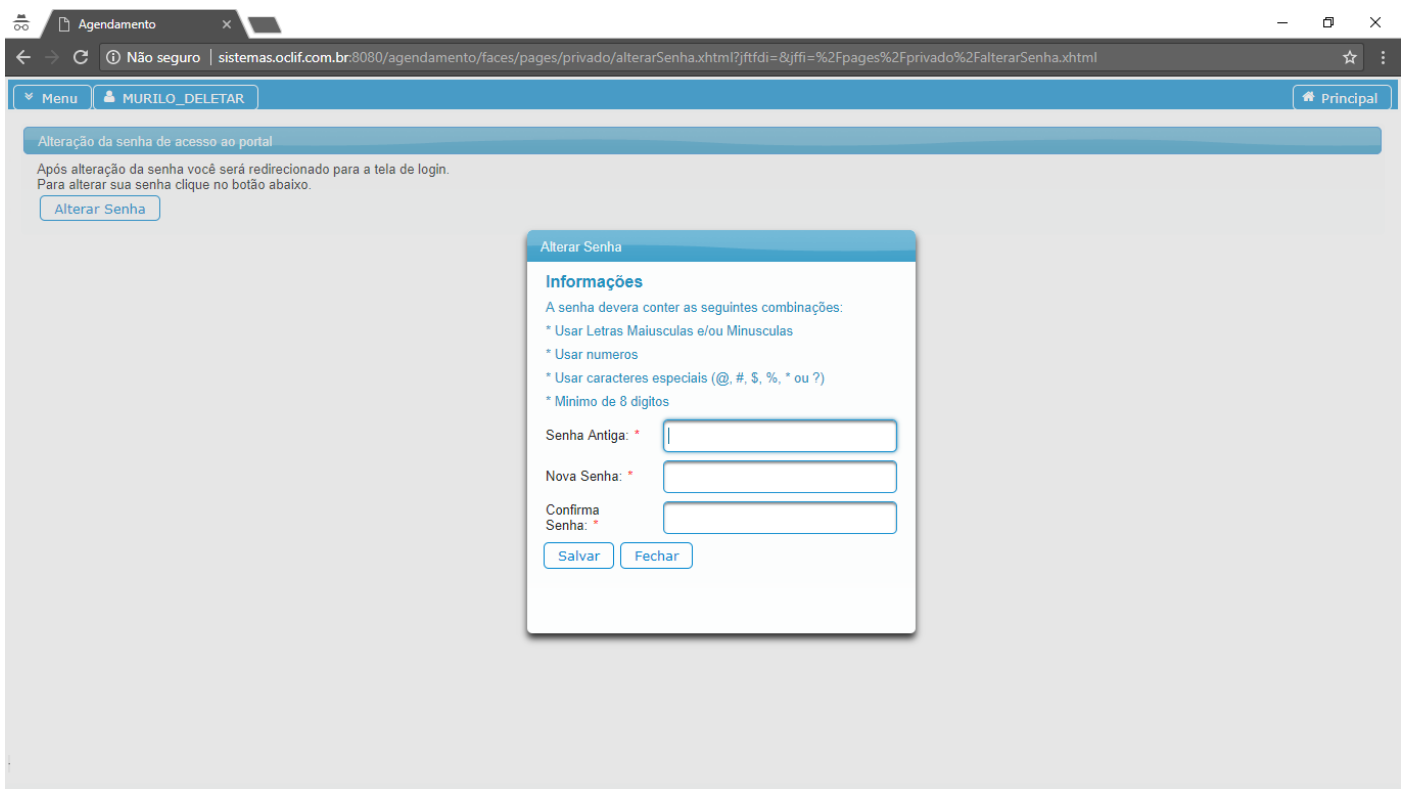 Agendamento
Não seguro | sistemas.oclif.com.br:8080/agendamento/faces/pages/privado/alterarSenha.xhtml?jftfdi=&jffi=%2Fpages%2Fprivado%2FalterarSenha.xhtml
Menu MURILO_DELETAR Principal
Alteração da senha de acesso ao portal
Após alteração da senha você será redirecionado para a tela de login.
Para alterar sua senha clique no botão abaixo.
Alterar Senha
Alterar Senha
Informações
A senha devera conter as seguintes combinações:
* Usar Letras Maiusculas e/ou Minusculas
* Usar numeros
* Usar caracteres especiais (@, #, $, %, * ou ?)
* Minimo de 8 digitos
Senha Antiga: *
Nova Senha: *
Confirma
Senha: *
Salvar Fechar